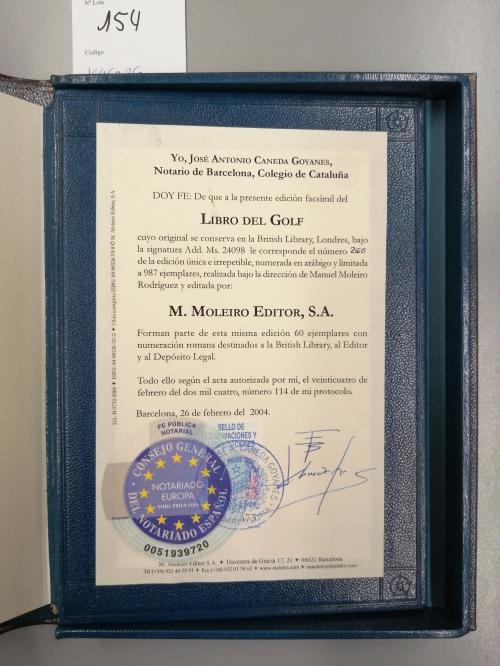 Nº Lote
154
Código
Yo, José Antonio Caneda Goyanes,
Notario de Barcelona, Colegio de Cataluña
DOY FE: De que a la presente edición facsímil del
Libro del Golf
cuyo original se conserva en la British Library, Londres, bajo
la signatura Add. Ms. 24098 le corresponde el número 260
de la edición única e irrepetible, numerada en arábigo y limitada
a 987 ejemplares, realizada bajo la dirección de Manuel Moleiro
Rodríguez y editada por:
M. Moleiro Editor, S.A.
Forman parte de esta misma edición 60 ejemplares con
numeración romana destinados a la British Library, al Editor
y al Depósito Legal.
Todo ello según el acta autorizada por mí, el veinticuatro de
febrero del dos mil cuatro, número 114 de mi protocolo.
Barcelona, 26 de febrero del 2004.
FE PÚBLICA
NOTARIAL
SELLO DE
CONSEJO GENERAL
DEL NOTARIADO ESPAÑOL
NOTARIADO
EUROPA
NIHIL PRIUS FIDE
0051939720
M. Moleiro Editor S.A. ✦ Travesera de Gracia 17, 21 ✦ 08021 Barcelona